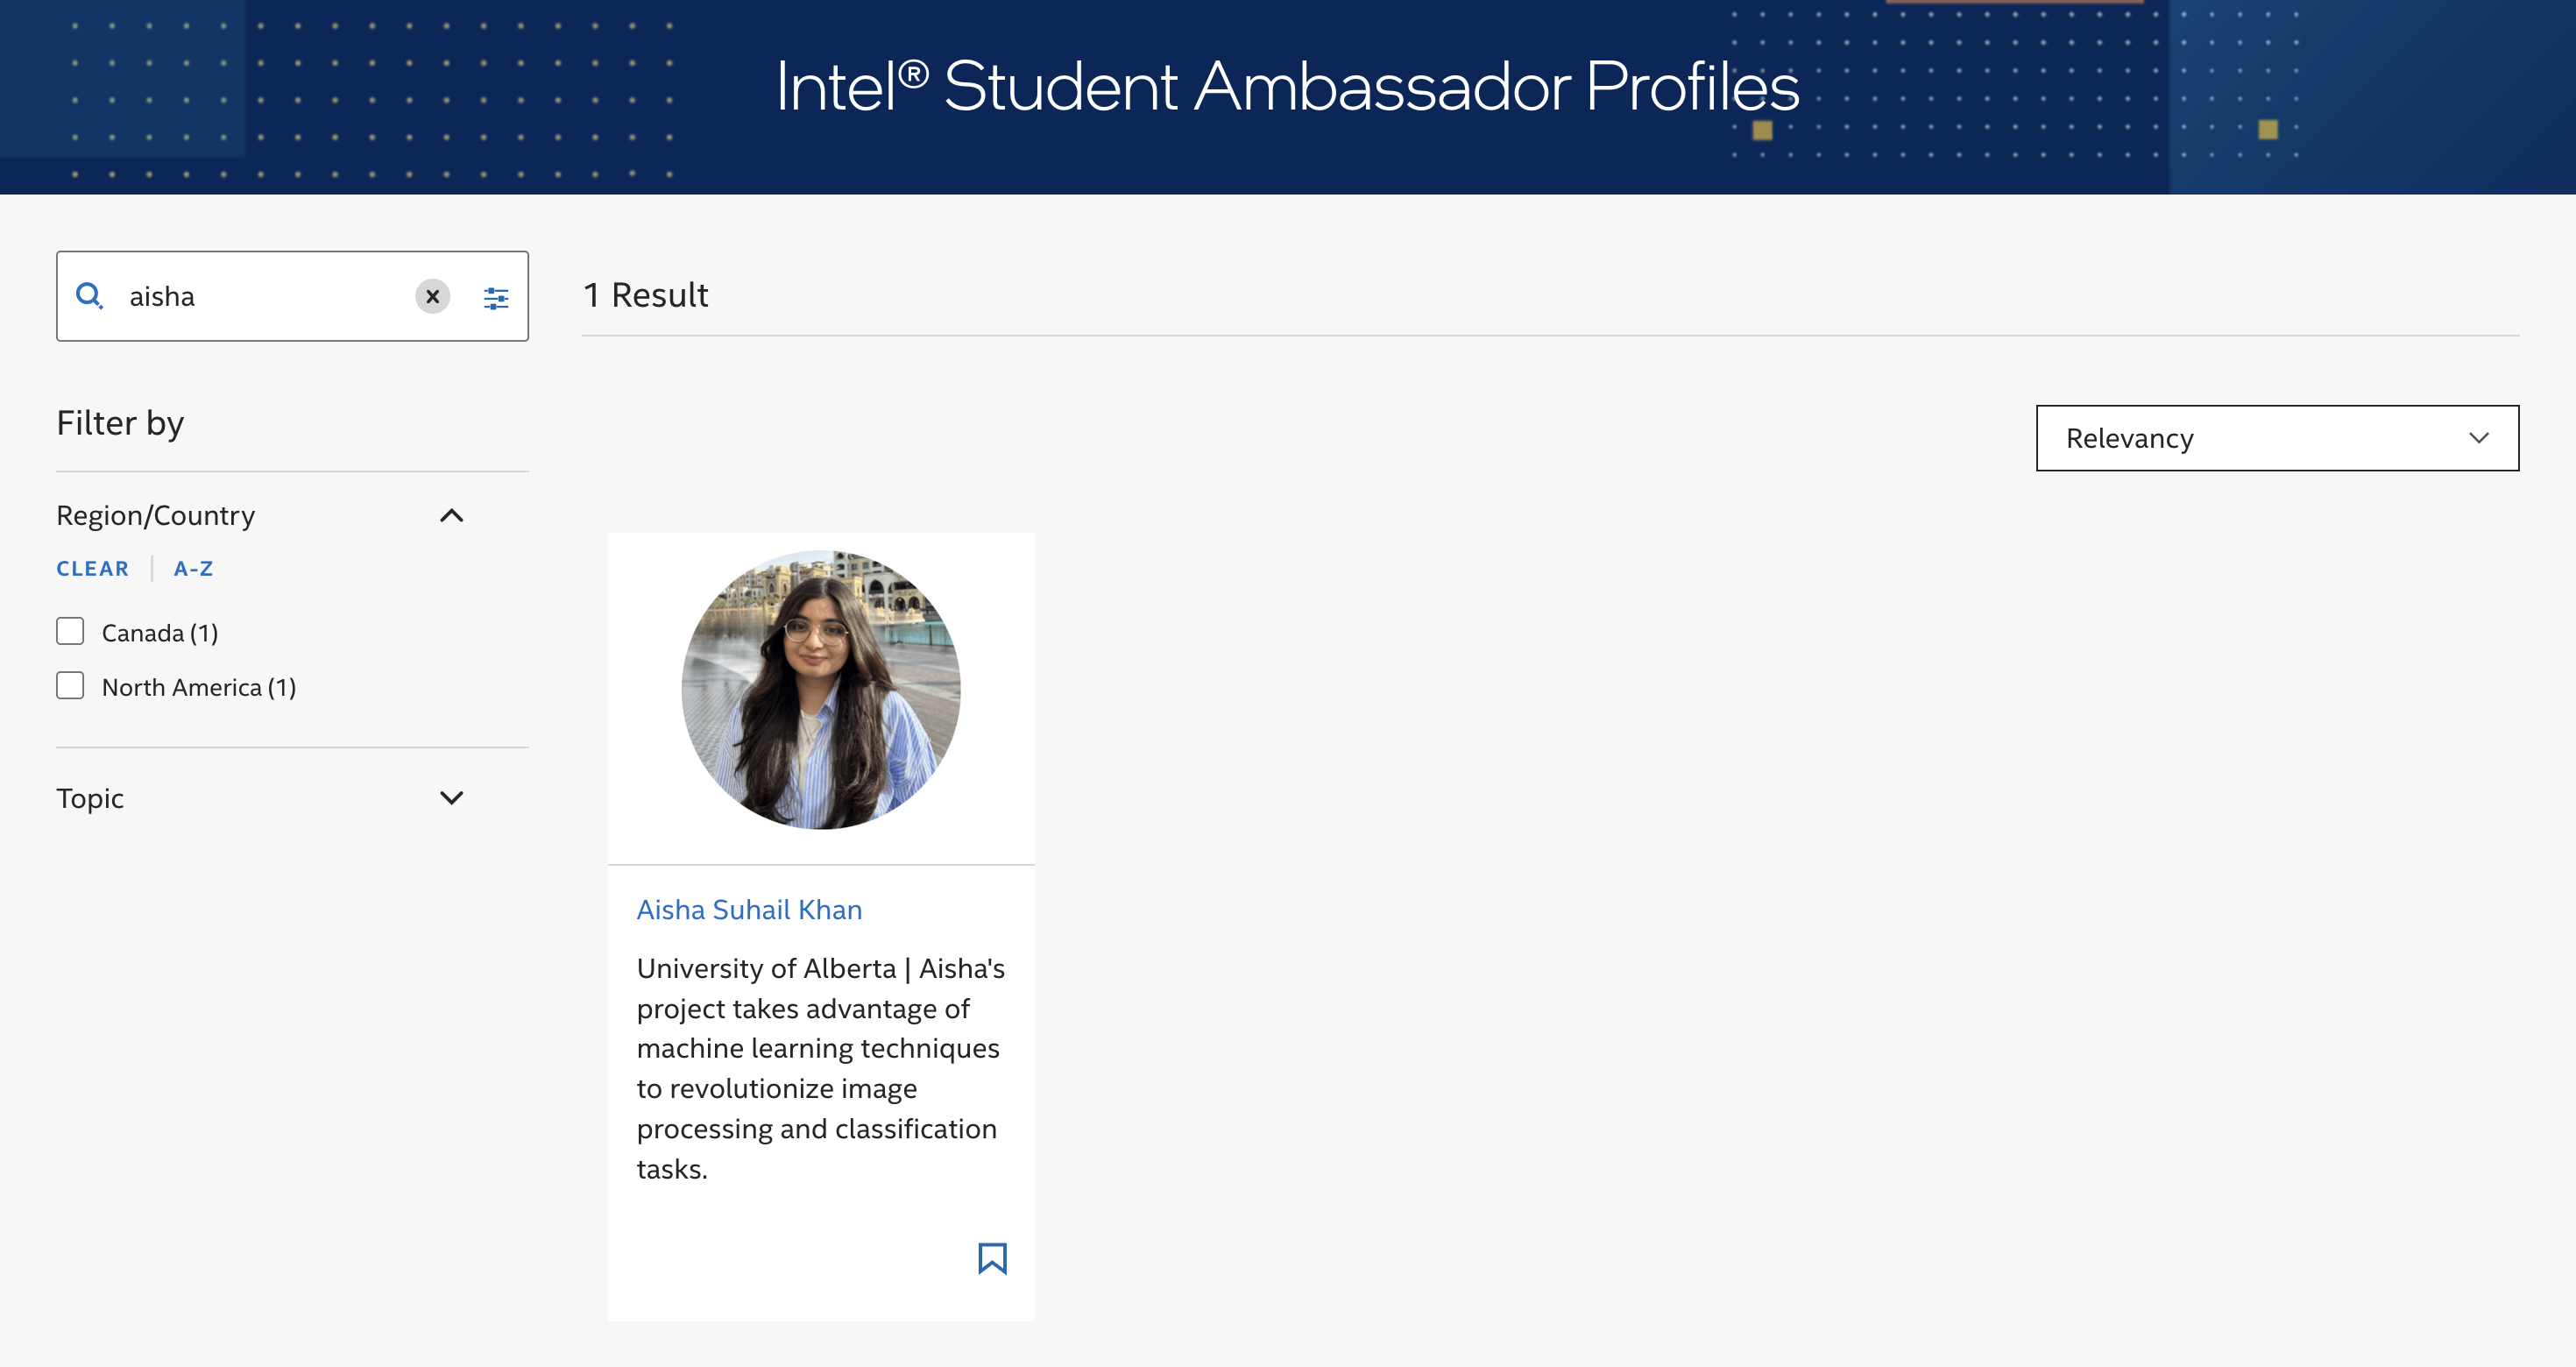 Intel® Student Ambassador Profiles
aisha
1 Result
Filter by
Relevancy
Region/Country
CLEAR | A-Z
Canada (1)
North America (1)
Topic
Aisha Suhail Khan
University of Alberta | Aisha's
project takes advantage of
machine learning techniques
to revolutionize image
processing and classification
tasks.